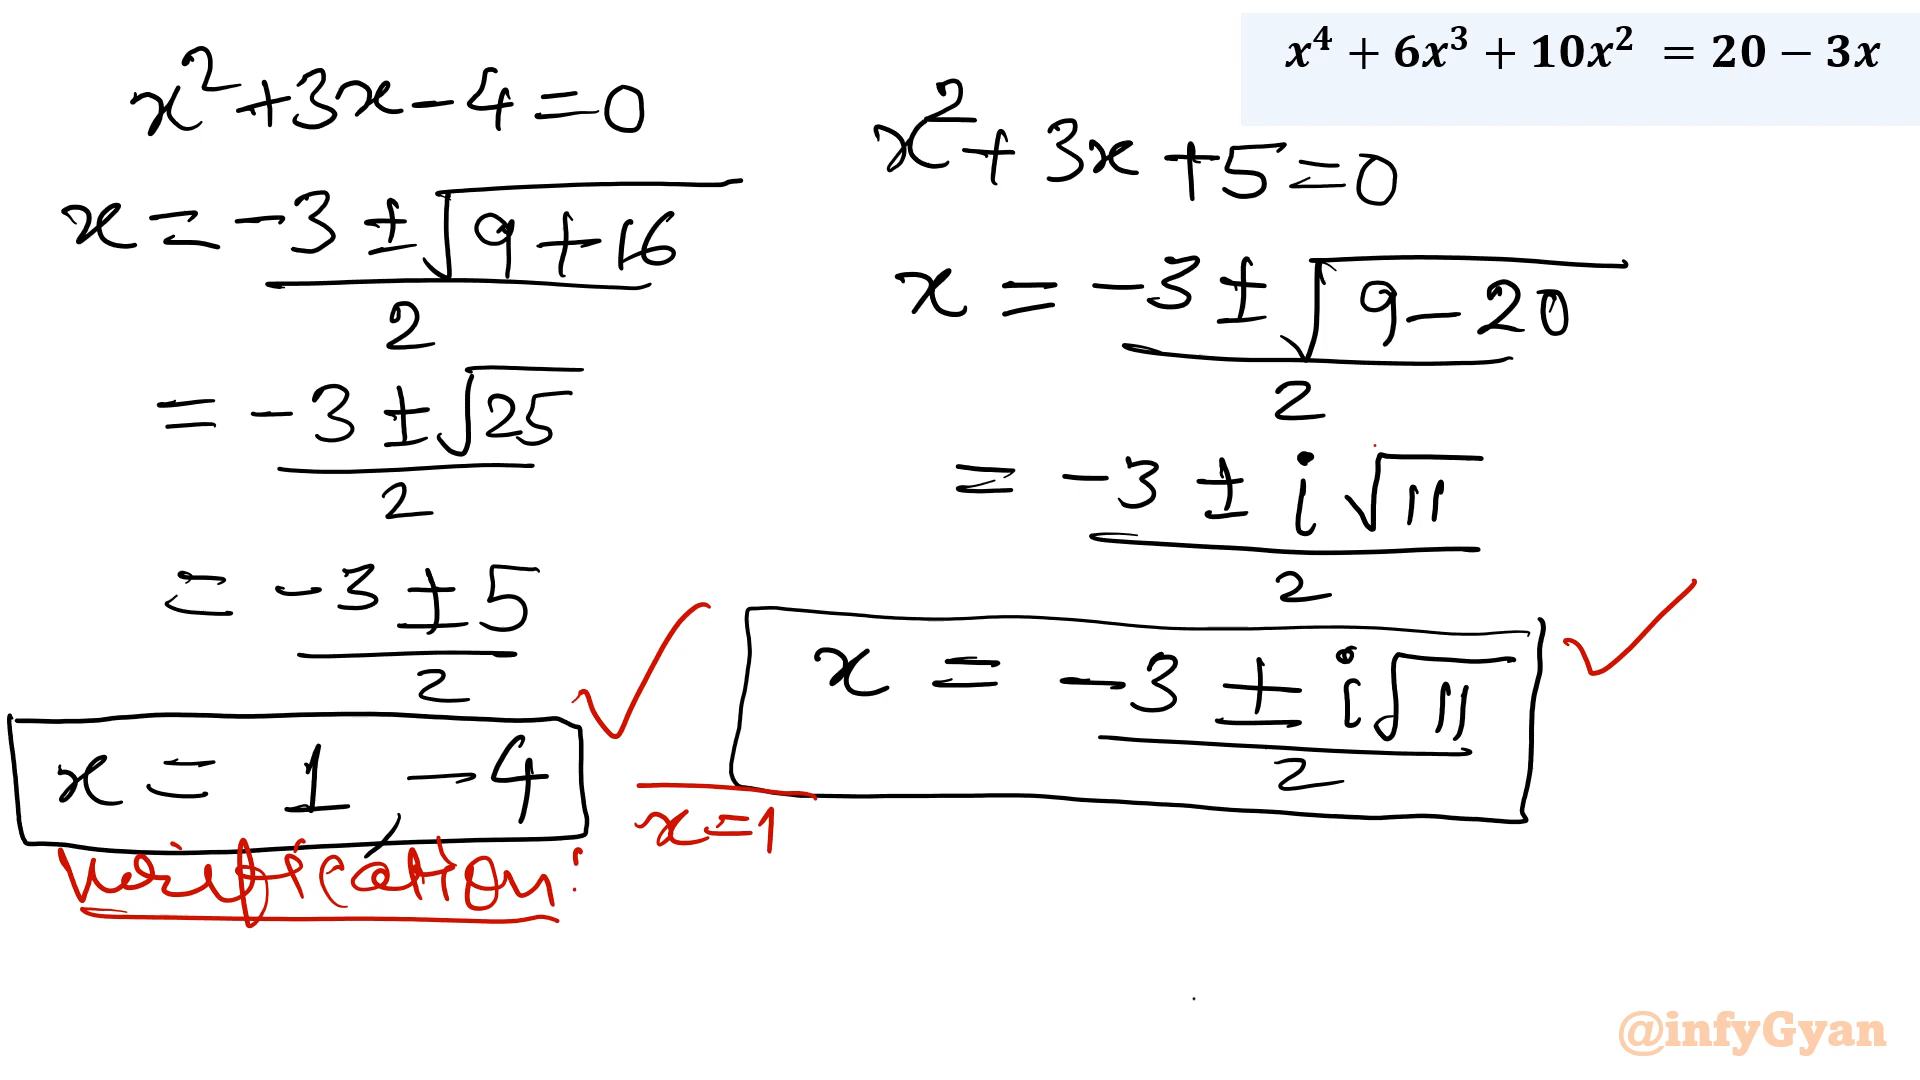 x⁴ + 6x³ + 10x² = 20 − 3x
x² + 3x − 4 = 0
x = −3 ± √(9 + 16)
2
= −3 ± √25
2
= −3 ± 5
2
x = 1, −4
x² + 3x + 5 = 0
x = −3 ± √(9 − 20)
2
= −3 ± i√11
2
x = −3 ± i√11
2
Verification:
x = 1
@infyGyan